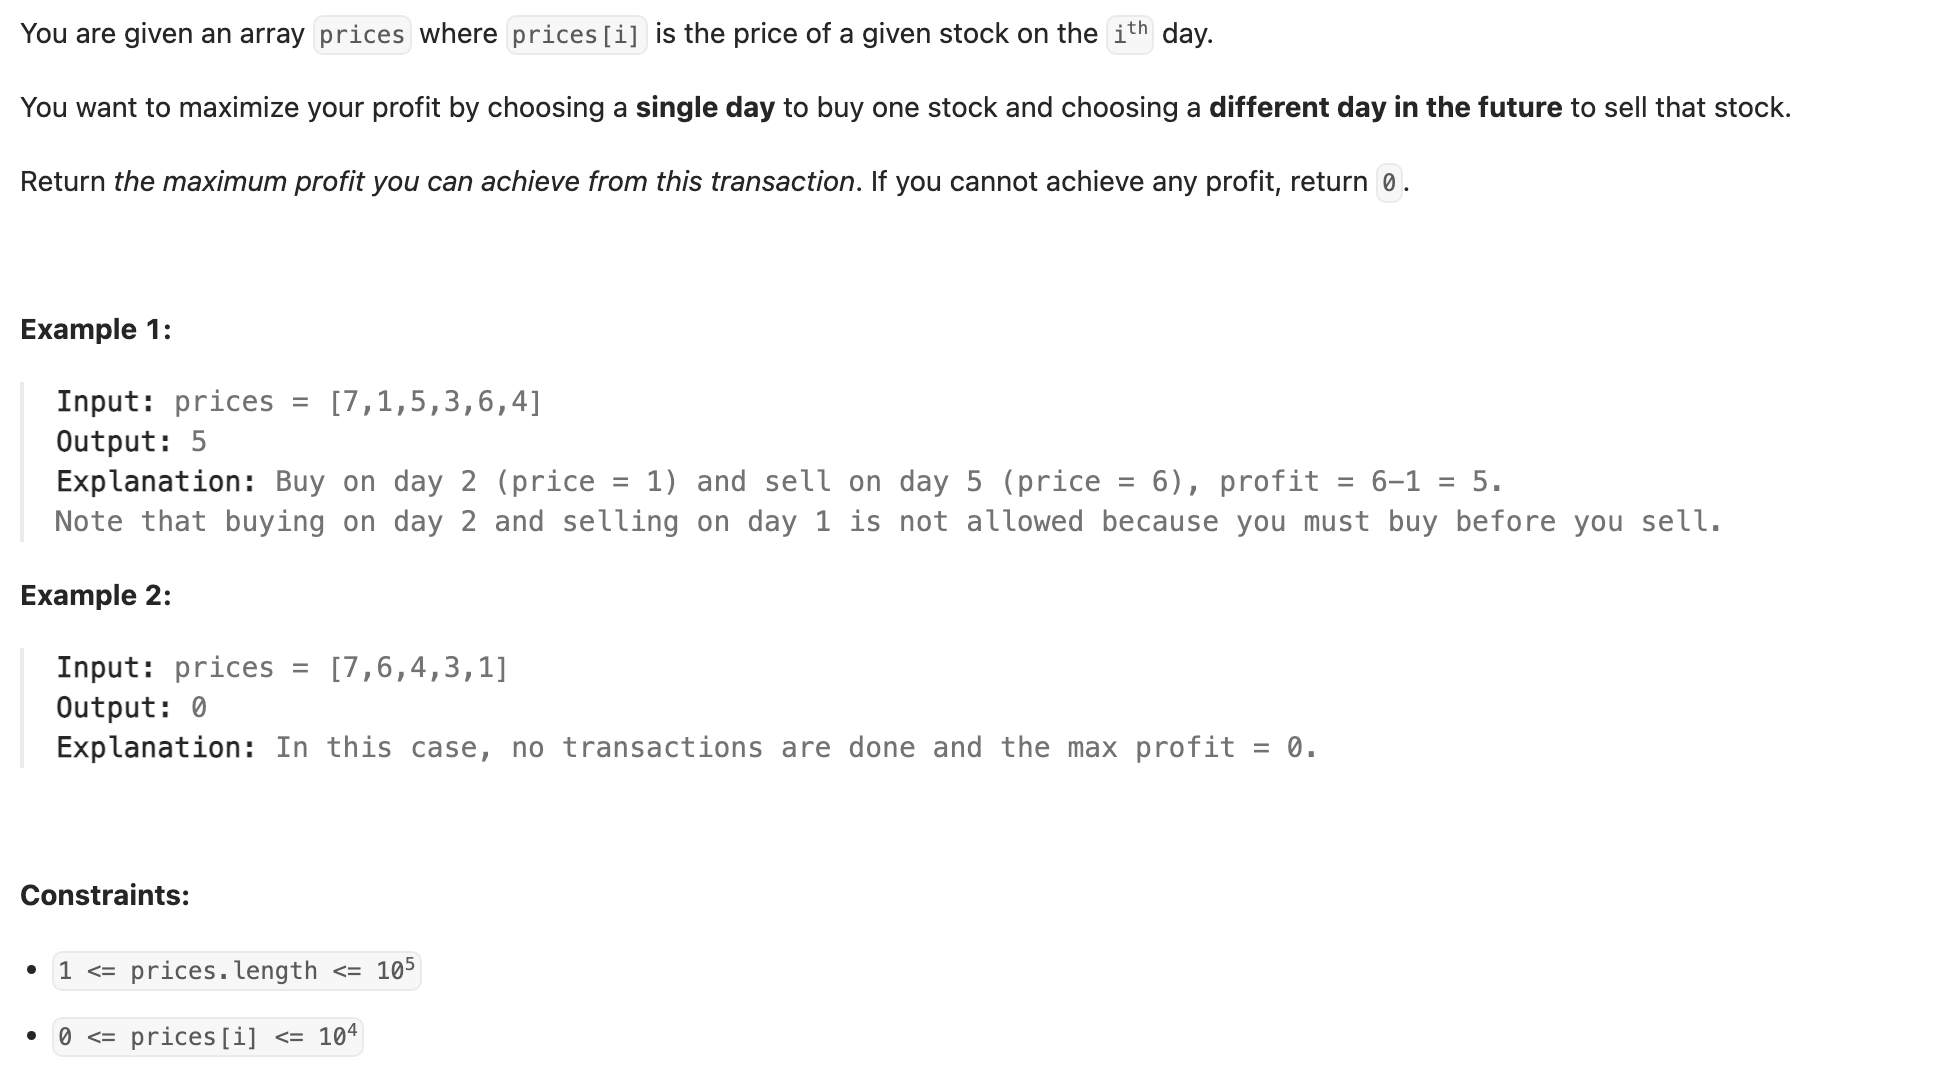 You are given an array prices where prices[i] is the price of a given stock on the ith day.
You want to maximize your profit by choosing a single day to buy one stock and choosing a different day in the future to sell that stock.
Return the maximum profit you can achieve from this transaction. If you cannot achieve any profit, return 0.
Example 1:
Input: prices = [7,1,5,3,6,4]
Output: 5
Explanation: Buy on day 2 (price = 1) and sell on day 5 (price = 6), profit = 6-1 = 5.
Note that buying on day 2 and selling on day 1 is not allowed because you must buy before you sell.
Example 2:
Input: prices = [7,6,4,3,1]
Output: 0
Explanation: In this case, no transactions are done and the max profit = 0.
Constraints:
• 1 <= prices.length <= 10⁵
• 0 <= prices[i] <= 10⁴